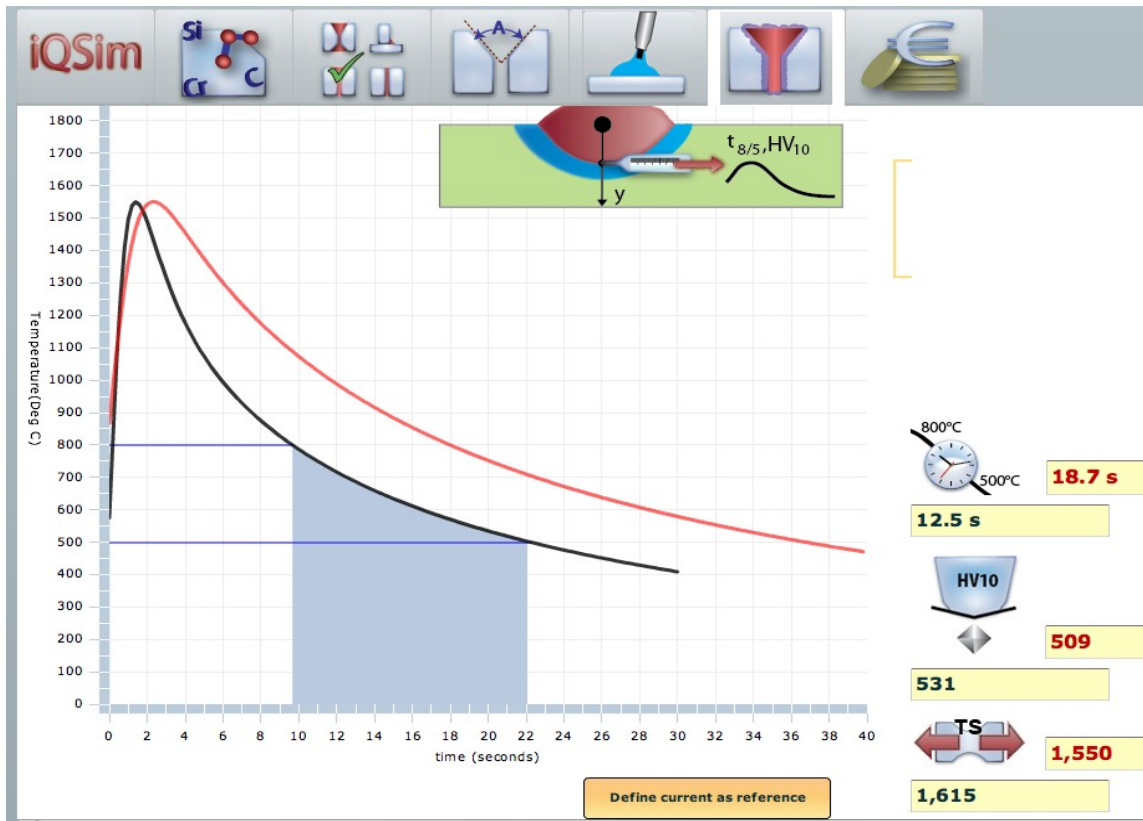 iQSim
Si
Cr
C
A
€
1800
1700
1600
1500
1400
1300
1200
1100
1000
900
800
700
600
500
400
300
200
100
0
Temperature(Deg C)
0 2 4 6 8 10 12 14 16 18 20 22 24 26 28 30 32 34 36 38 40
time (seconds)
t8/5,HV10
y
800°C
500°C
18.7 s
12.5 s
HV10
509
531
TS
1,550
1,615
Define current as reference